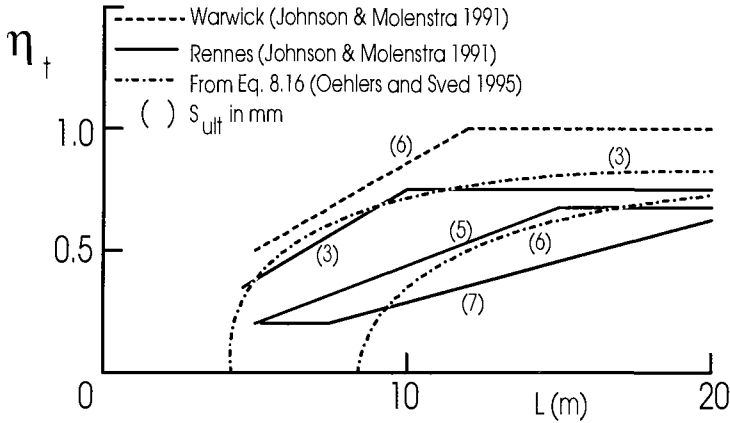 Warwick (Johnson & Molenstra 1991)
η t
Rennes (Johnson & Molenstra 1991)
From Eq. 8.16 (Oehlers and Sved 1995)
( ) S ult in mm
1.0
(6)
(3)
0.5
(3)
(5)
(6)
(7)
0
10
L (m)
20